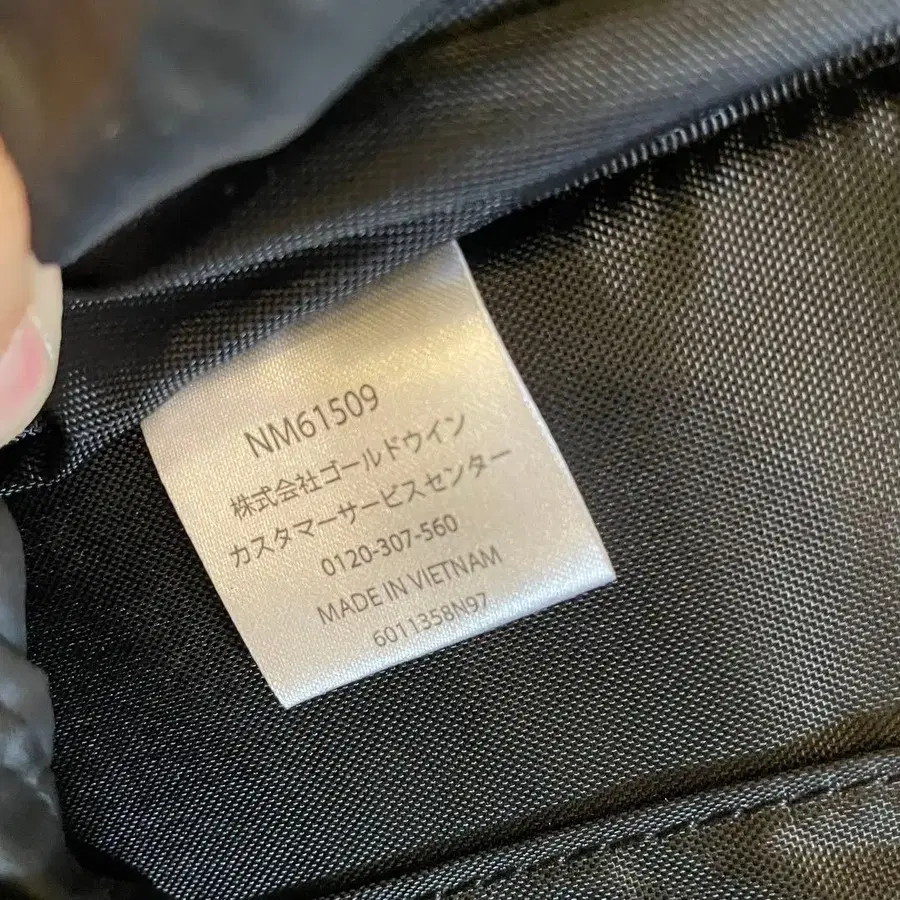 NM61509
株式会社ゴールドウイン
カスタマーサービスセンター
0120-307-560
MADE IN VIETNAM
6011358N97